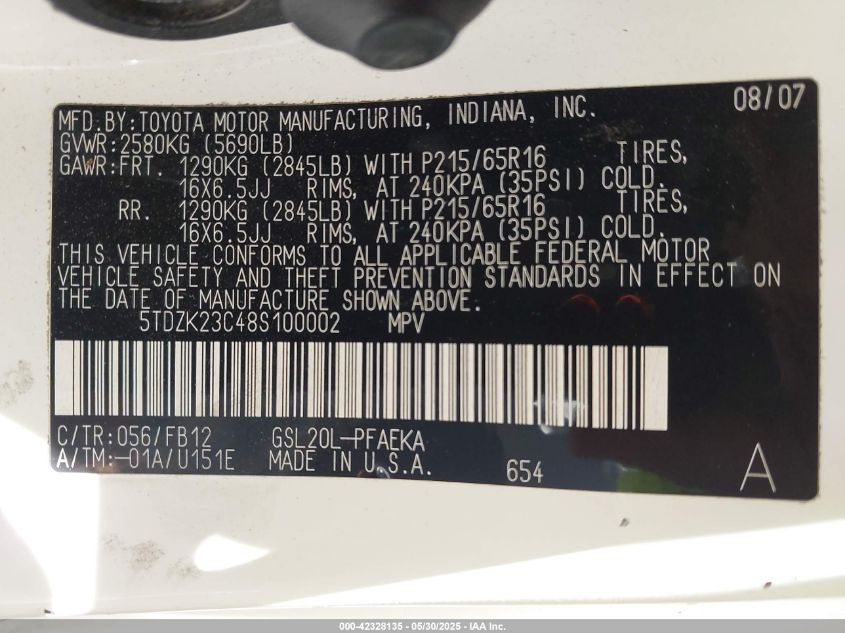 08/07
MFD.BY:TOYOTA MOTOR MANUFACTURING, INDIANA, INC.
GVWR:2580KG (5690LB)
GAWR:FRT. 1290KG (2845LB) WITH P215/65R16 TIRES,
16X6.5JJ RIMS, AT 240KPA (35PSI) COLD.
RR. 1290KG (2845LB) WITH P215/65R16 TIRES,
16X6.5JJ RIMS, AT 240KPA (35PSI) COLD.
THIS VEHICLE CONFORMS TO ALL APPLICABLE FEDERAL MOTOR
VEHICLE SAFETY AND THEFT PREVENTION STANDARDS IN EFFECT ON
THE DATE OF MANUFACTURE SHOWN ABOVE.
5TDZK23C48S100002 MPV
C/TR:056/FB12 GSL20L-PFAEKA
A/TM:-01A/U151E MADE IN U.S.A. 654 A
000-42328135 - 05/30/2025 - IAA Inc.